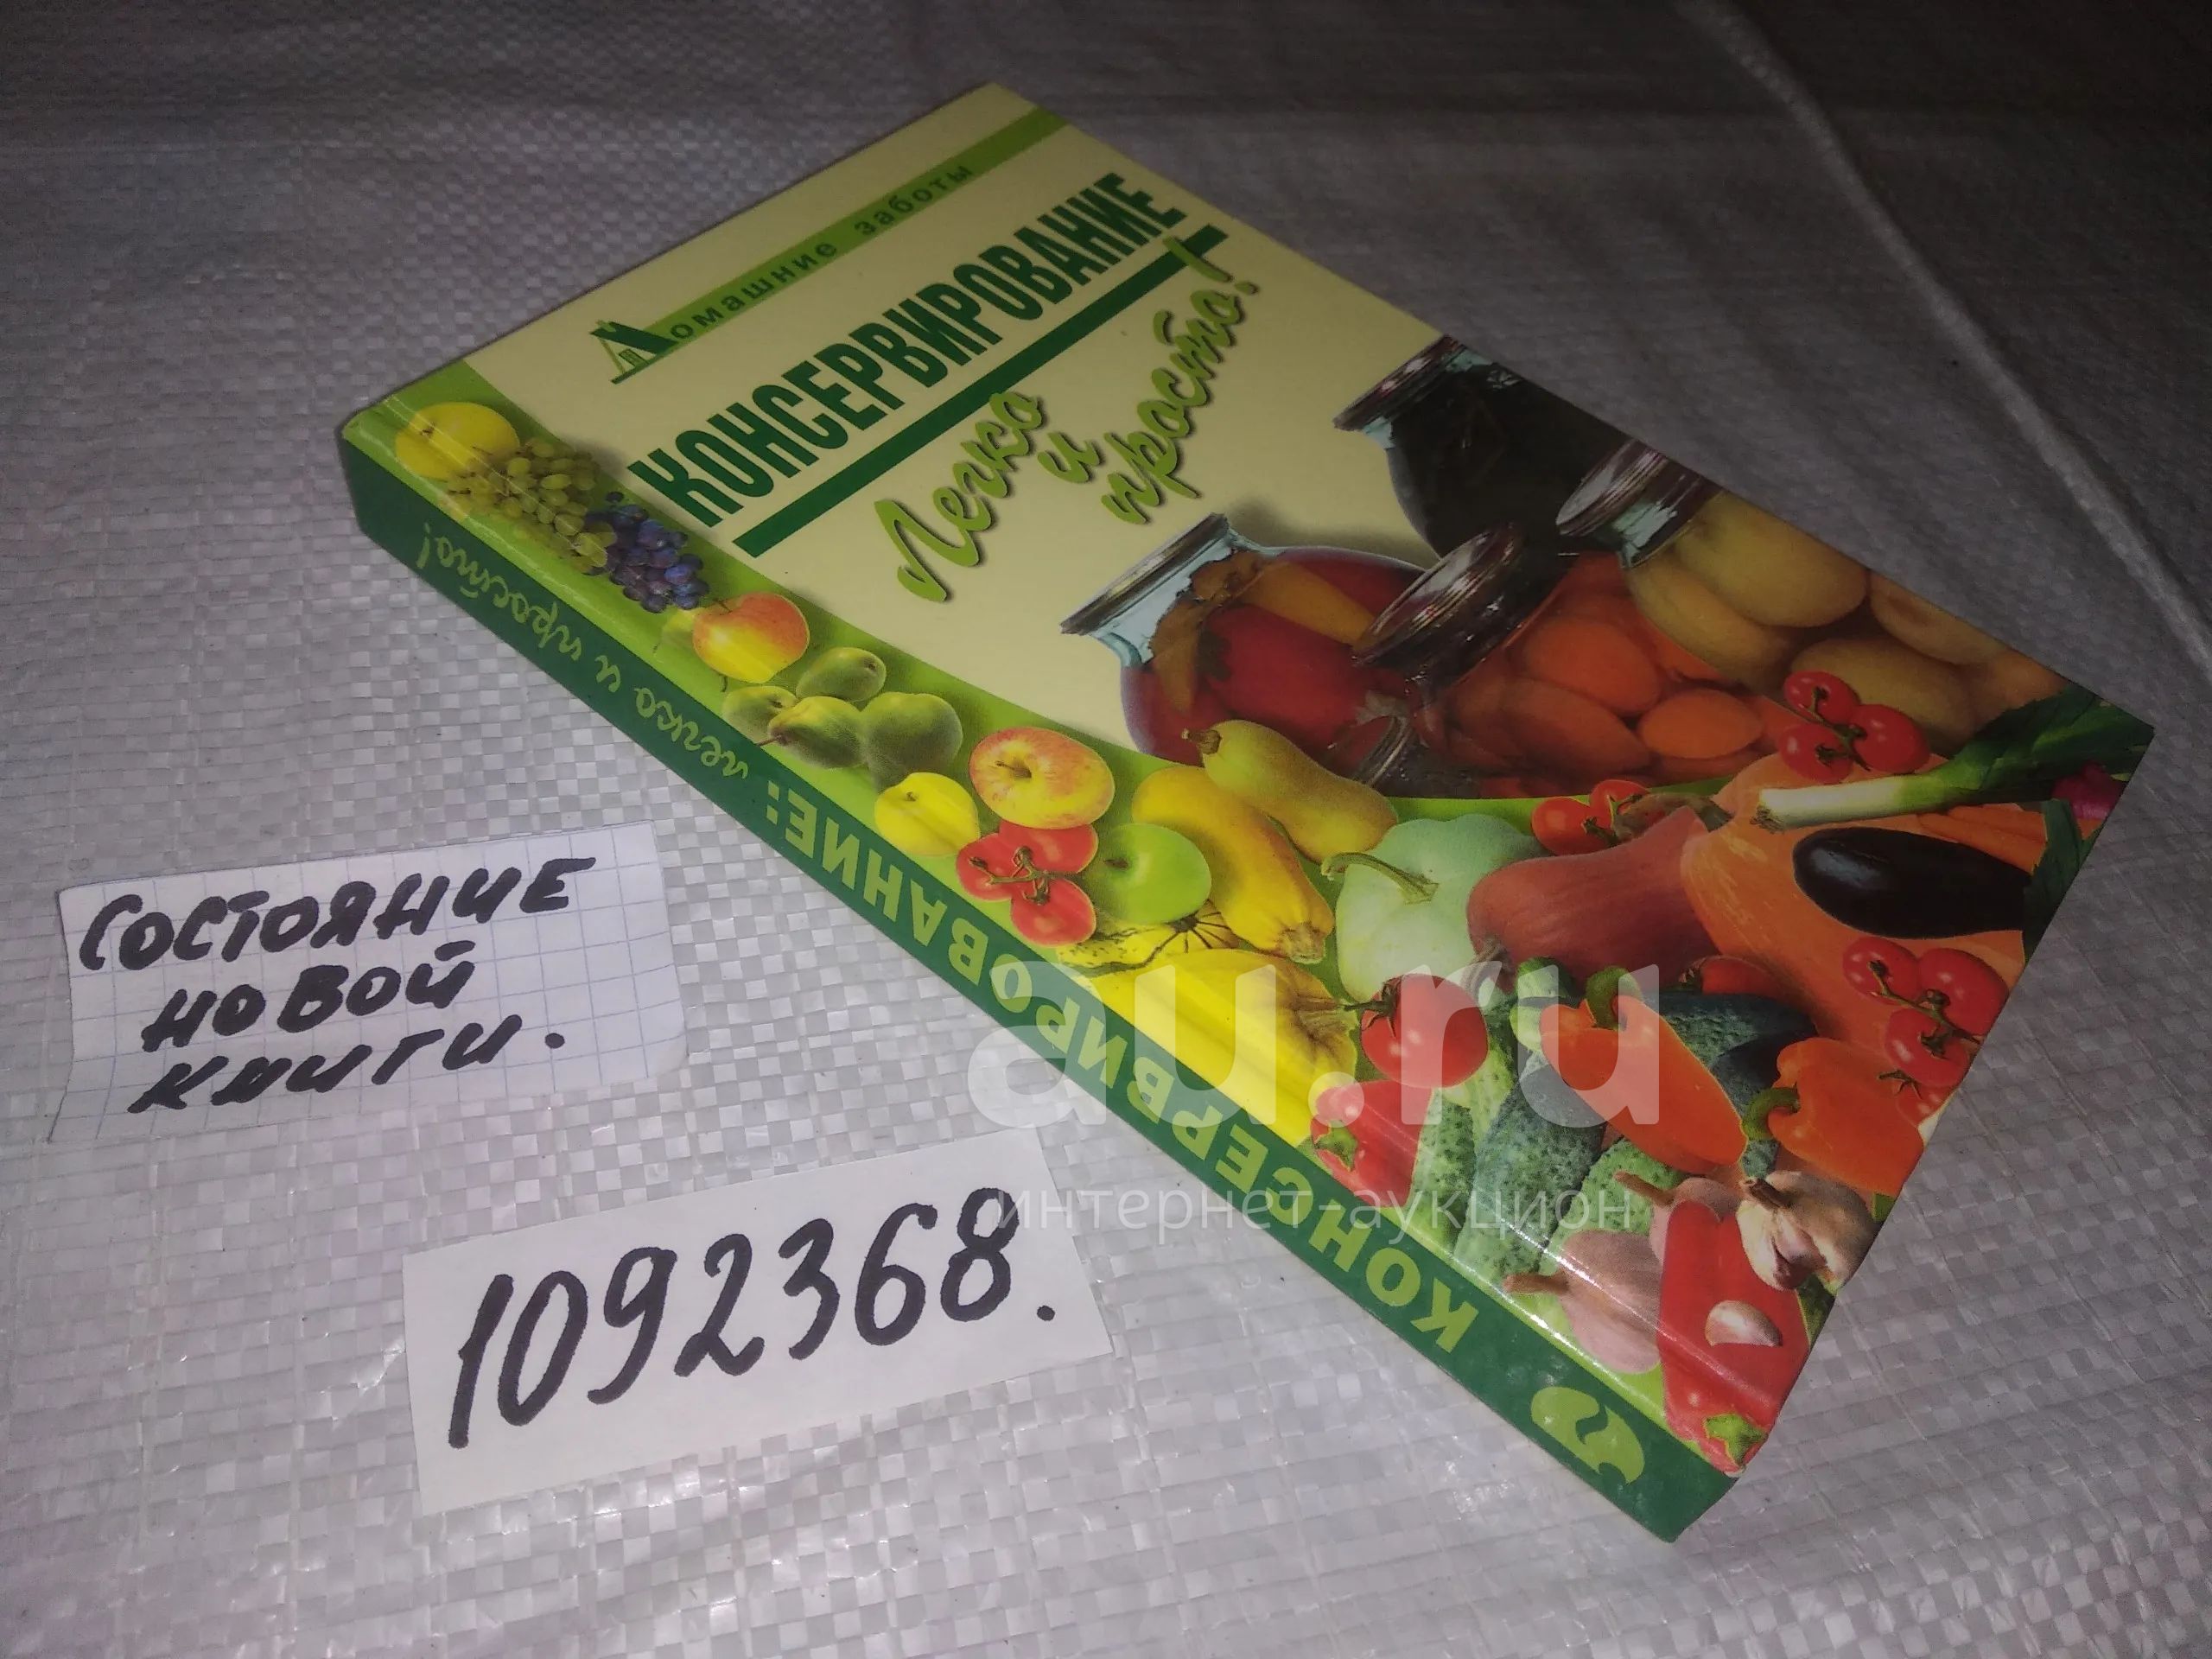 Домашние заботы
КОНСЕРВИРОВАНИЕ
Легко
и
просто!
КОНСЕРВИРОВАНИЕ: легко и просто!
СОСТОЯНИЕ
НОВОЙ
КНИГИ.
1092368.
au.ru
интернет-аукцион